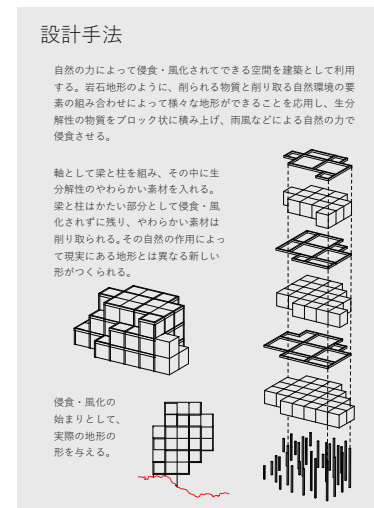 設計手法
自然の力によって侵食・風化されてできる空間を建築として利用
する。岩石地形のように、削られる物質と削り取る自然環境の要
素の組み合わせによって様々な地形ができることを応用し、生分
解性の物質をブロック状に積み上げ、雨風などによる自然の力で
侵食させる。
軸として梁と柱を組み、その中に生
分解性のやわらかい素材を入れる。
梁と柱はかたい部分として侵食・風
化されずに残り、やわらかい素材は
削り取られる。その自然の作用によっ
て現実にある地形とは異なる新しい
形がつくられる。
侵食・風化の
始まりとして、
実際の地形の
形を与える。